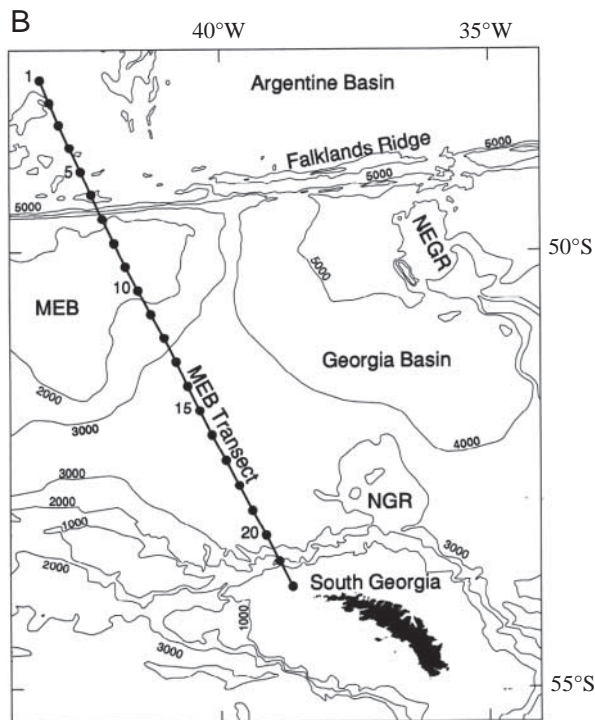 B
40°W
35°W
1
Argentine Basin
Falklands Ridge
5000
5
5000
5000
NEGR
50°S
5000
10
MEB
Georgia Basin
MEB Transect
2000
15
3000
4000
3000
NGR
2000
1000
20
3000
2000
South Georgia
1000
3000
55°S